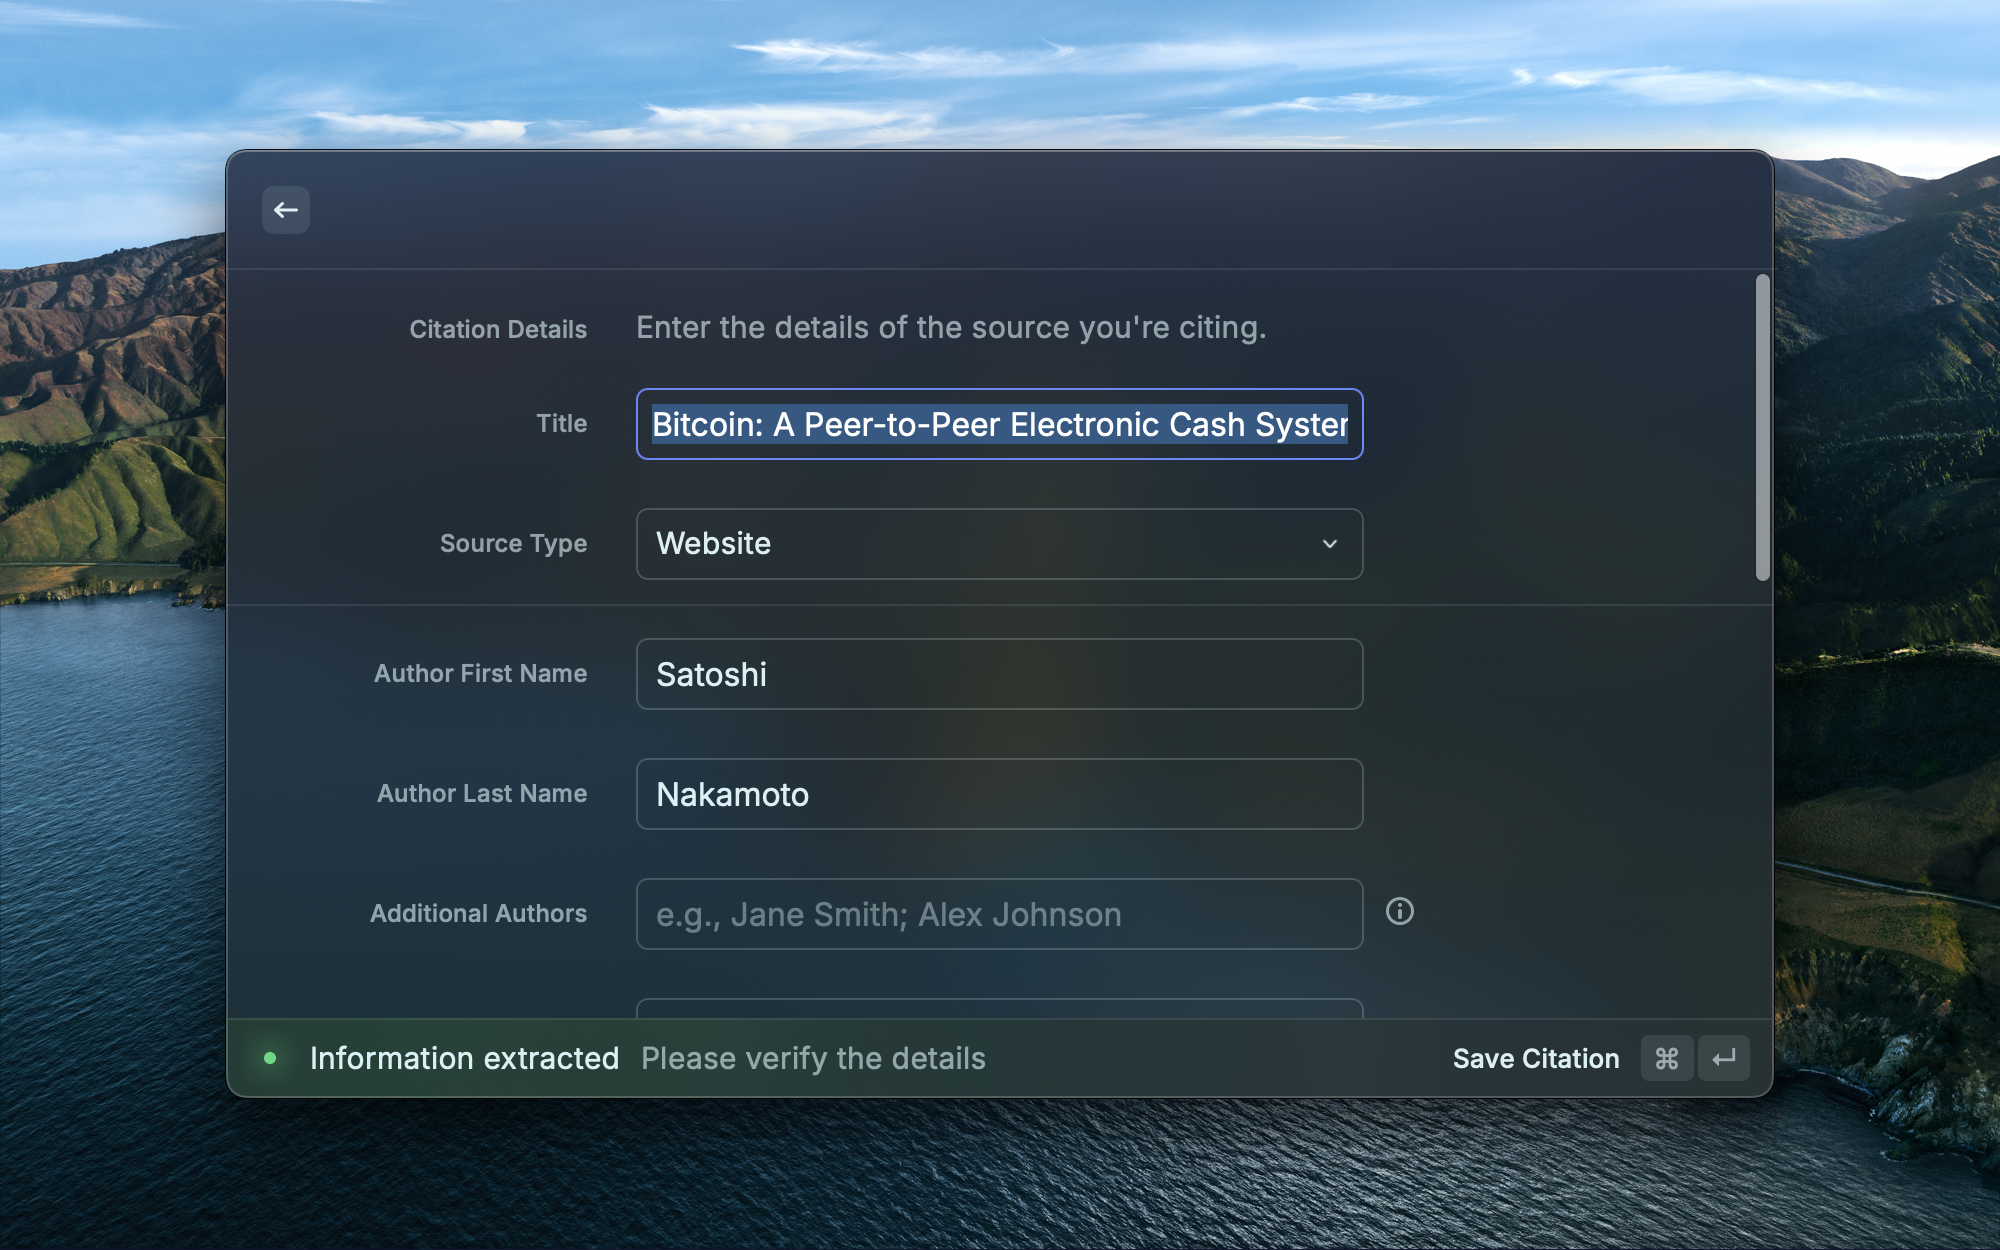 Citation Details
Enter the details of the source you're citing.
Title
Bitcoin: A Peer-to-Peer Electronic Cash System
Source Type
Website
Author First Name
Satoshi
Author Last Name
Nakamoto
Additional Authors
e.g., Jane Smith; Alex Johnson
Information extracted Please verify the details
Save Citation ⌘ ↵